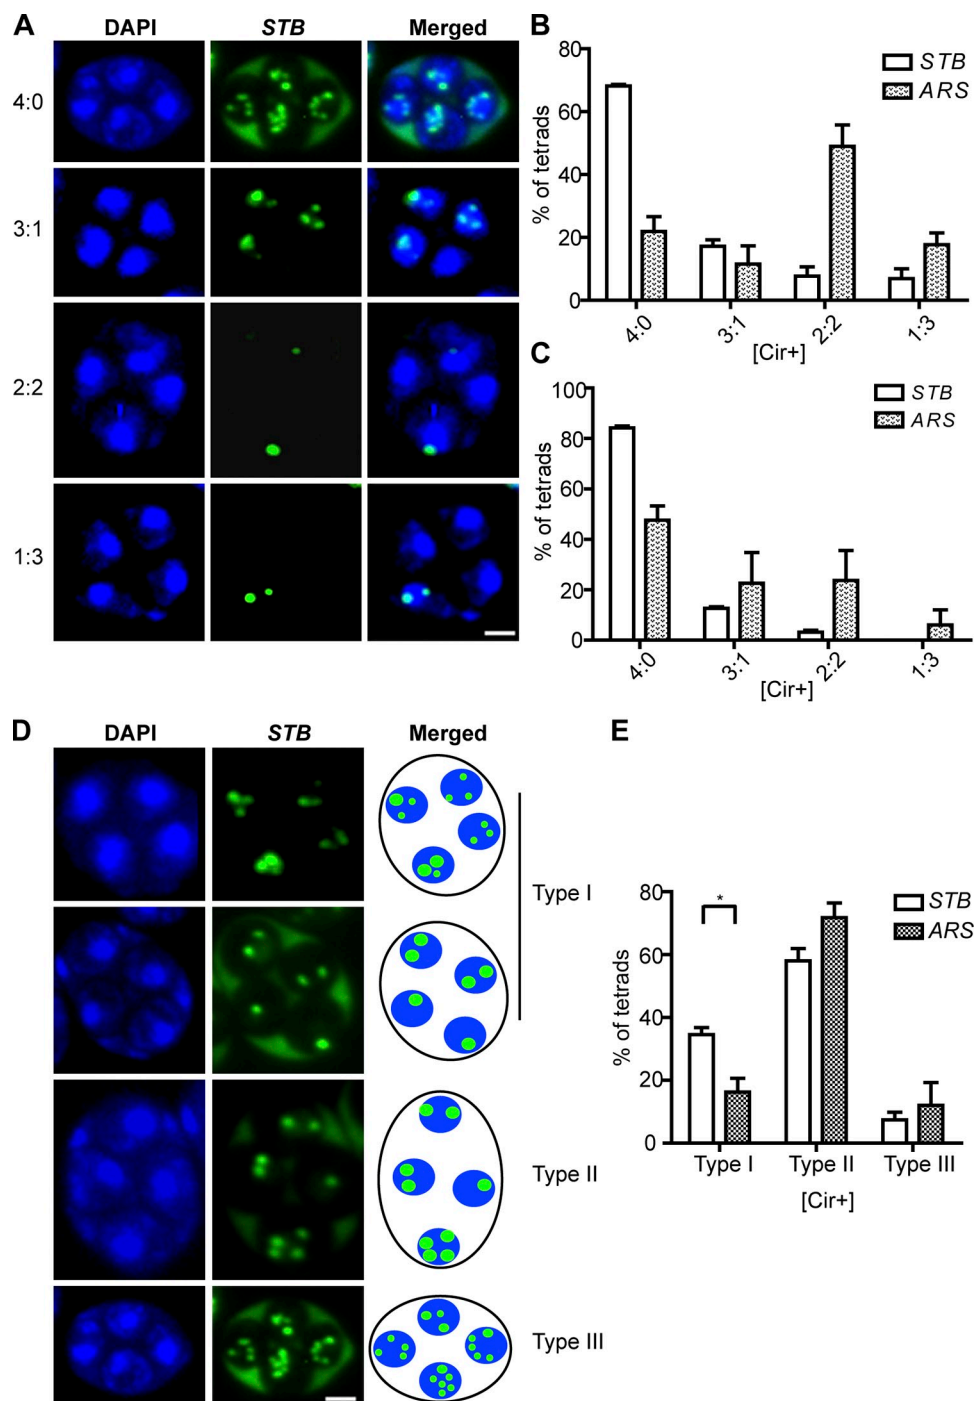 A
DAPI
STB
Merged
4:0
3:1
2:2
1:3
B
80
60
40
20
0
% of tetrads
STB
ARS
4:0
3:1
2:2
1:3
[Cir+]
C
100
80
60
40
20
0
% of tetrads
STB
ARS
4:0
3:1
2:2
1:3
[Cir+]
D
DAPI
STB
Merged
Type I
Type II
Type III
E
80
60
40
20
0
% of tetrads
*
STB
ARS
Type I
Type II
Type III
[Cir+]